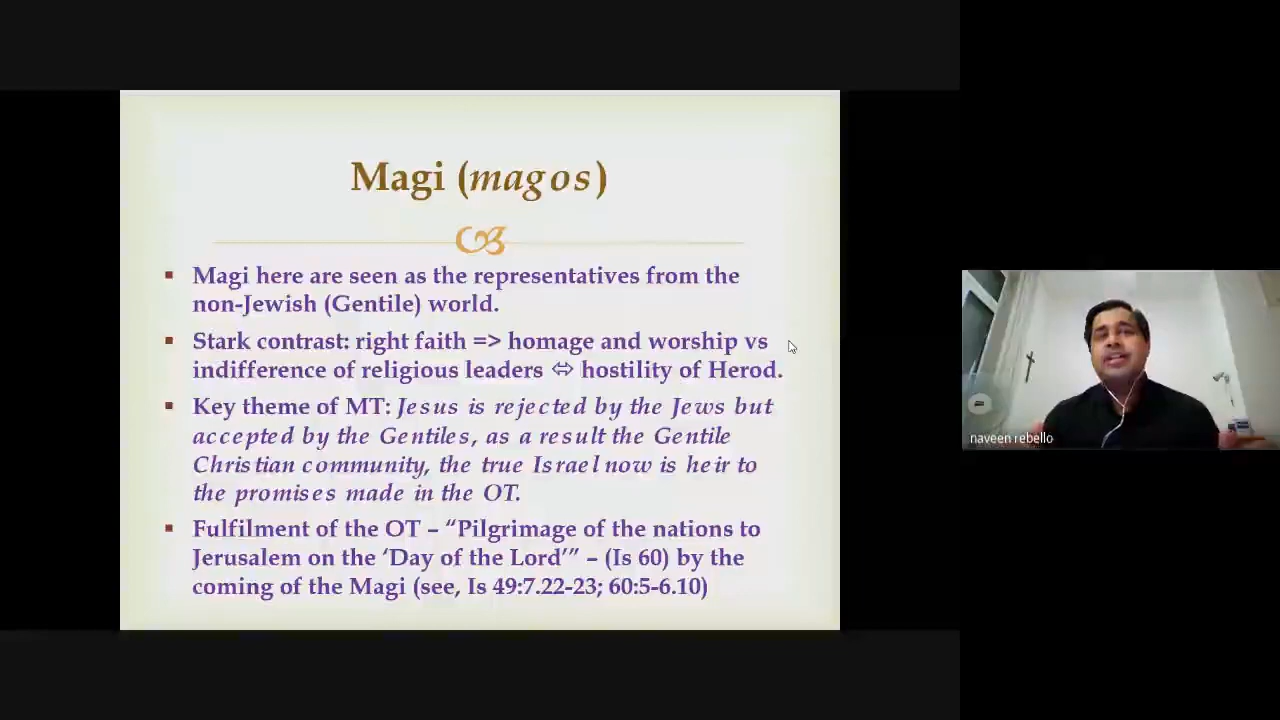 Magi (magos)
▪ Magi here are seen as the representatives from the
non-Jewish (Gentile) world.
▪ Stark contrast: right faith => homage and worship vs
indifference of religious leaders ⇔ hostility of Herod.
▪ Key theme of MT: Jesus is rejected by the Jews but
accepted by the Gentiles, as a result the Gentile
Christian community, the true Israel now is heir to
the promises made in the OT.
▪ Fulfilment of the OT – “Pilgrimage of the nations to
Jerusalem on the ‘Day of the Lord’” – (Is 60) by the
coming of the Magi (see, Is 49:7.22-23; 60:5-6.10)
naveen rebello